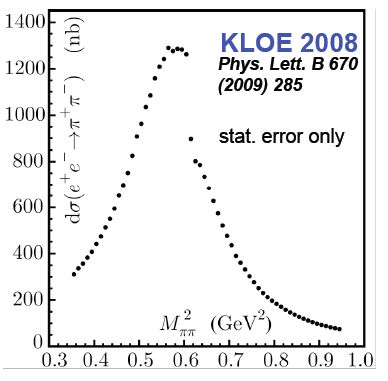 1400
1200
1000
800
600
400
200
0
dσ(e⁺e⁻→π⁺π⁻) (nb)
KLOE 2008
Phys. Lett. B 670
(2009) 285
stat. error only
M²ππ (GeV²)
0.3 0.4 0.5 0.6 0.7 0.8 0.9 1.0